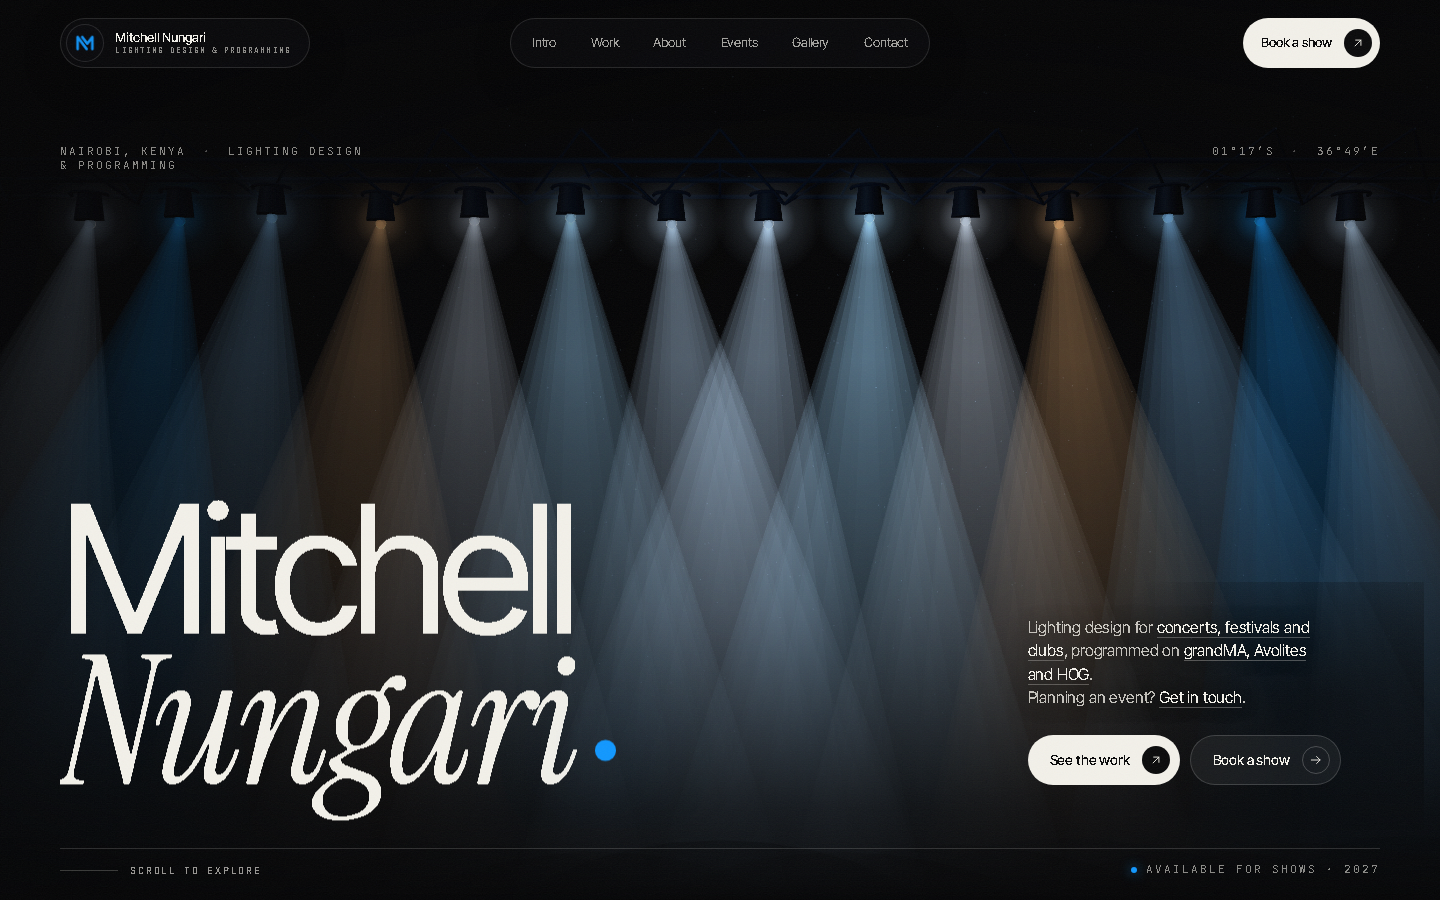 Mitchell Nungari
LIGHTING DESIGN & PROGRAMMING
Intro
Work
About
Events
Gallery
Contact
Book a show
NAIROBI, KENYA · LIGHTING DESIGN
& PROGRAMMING
01°17′S · 36°49′E
Mitchell
Nungari.
Lighting design for concerts, festivals and
clubs, programmed on grandMA, Avolites
and HOG.
Planning an event? Get in touch.
See the work
Book a show
SCROLL TO EXPLORE
AVAILABLE FOR SHOWS · 2027